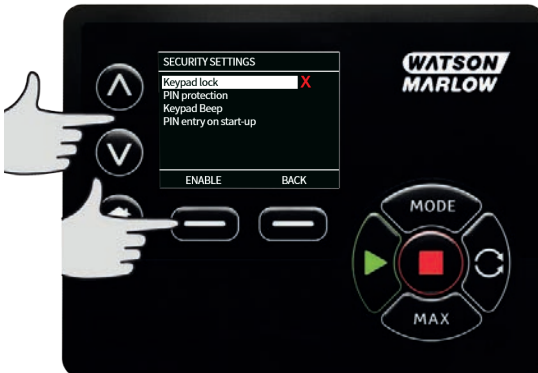 SECURITY SETTINGS
Keypad lock X
PIN protection
Keypad Beep
PIN entry on start-up
ENABLE BACK
WATSON
MARLOW
MODE
MAX